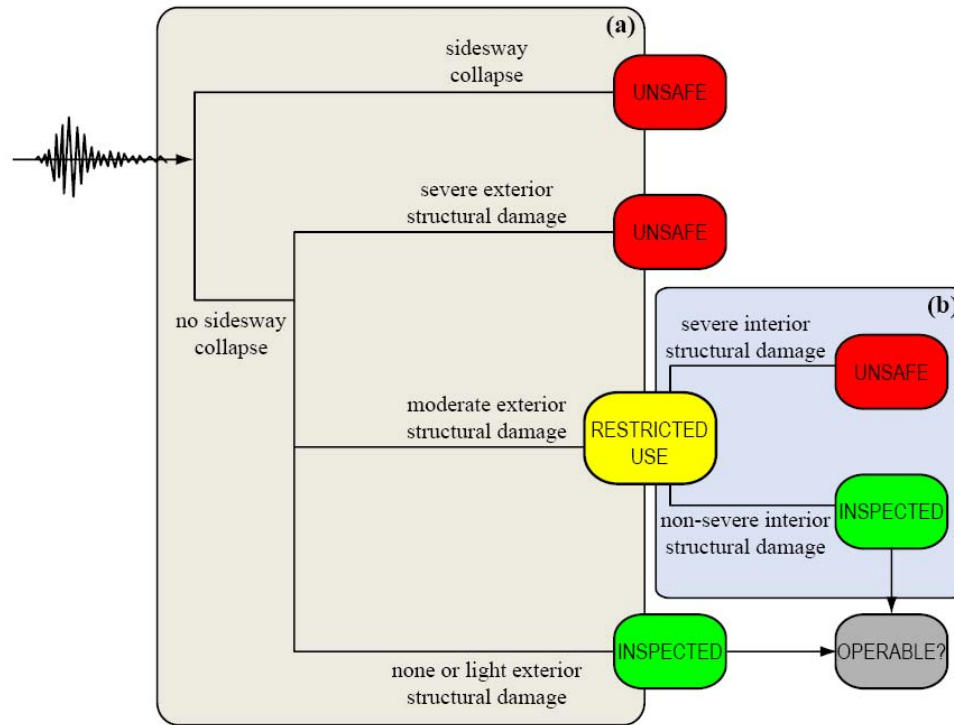 (a)
sidesway
collapse
UNSAFE
severe exterior
structural damage
UNSAFE
no sidesway
collapse
(b)
severe interior
structural damage
UNSAFE
moderate exterior
structural damage
RESTRICTED
USE
non-severe interior
structural damage
INSPECTED
none or light exterior
structural damage
INSPECTED
OPERABLE?